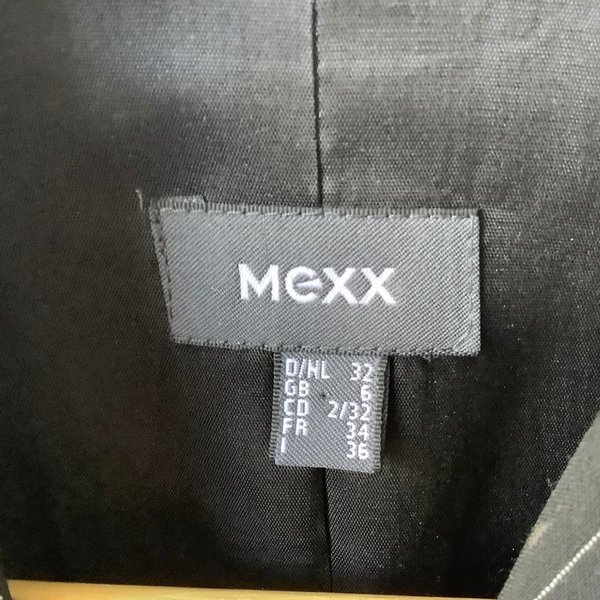 Mexx
D/NL 32
GB 6
CD 2/32
FR 34
I 36